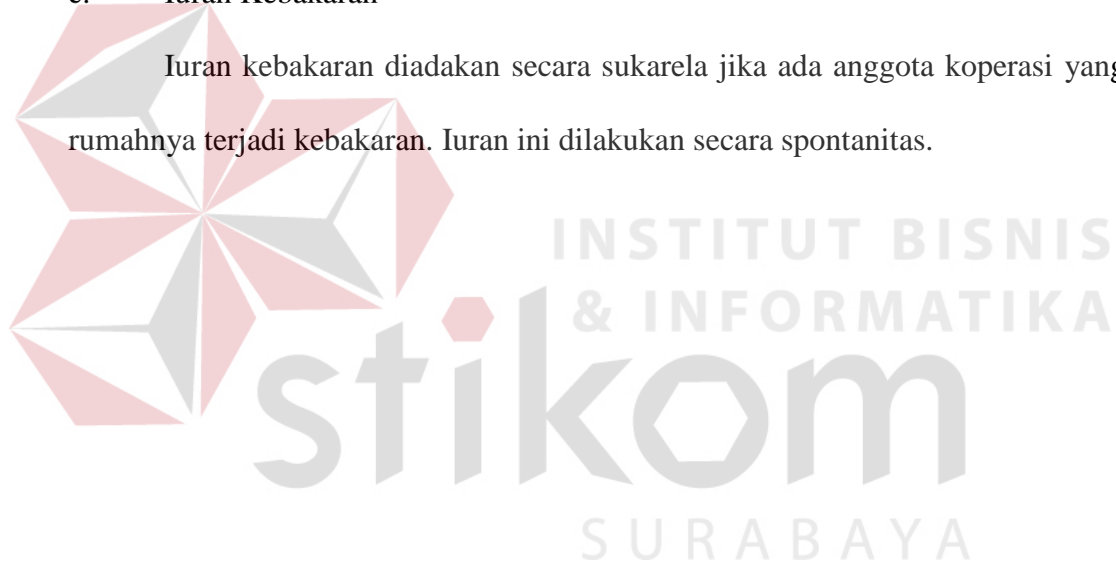 Iuran Kebakaran
Iuran kebakaran diadakan secara sukarela jika ada anggota koperasi yang
rumahnya terjadi kebakaran. Iuran ini dilakukan secara spontanitas.
INSTITUT BISNIS
& INFORMATIKA
stikom
SURABAYA